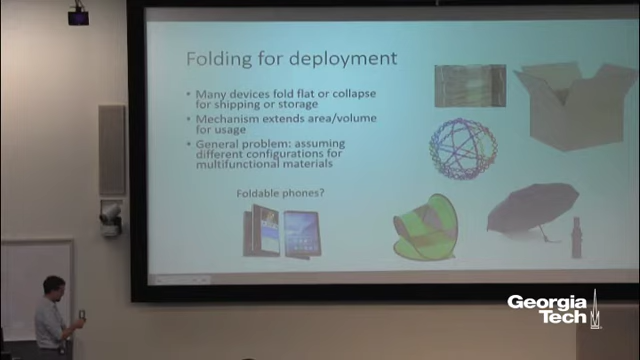 Folding for deployment
• Many devices fold flat or collapse
for shipping or storage
• Mechanism extends area/volume
for usage
• General problem: assuming
different configurations for
multifunctional materials
Foldable phones?
Georgia
Tech